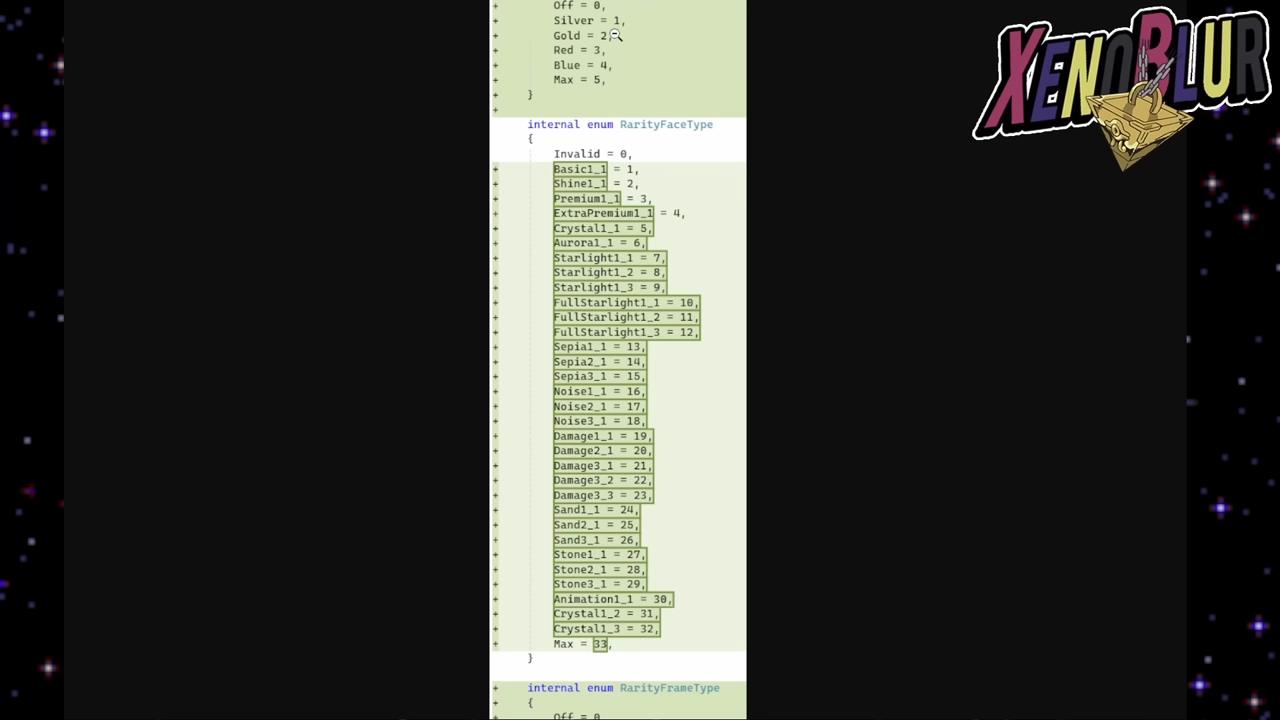 + Off = 0,
+ Silver = 1,
+ Gold = 2,
+ Red = 3,
+ Blue = 4,
+ Max = 5,
+ }
+
internal enum RarityFaceType
{
Invalid = 0,
+ Basic1_1 = 1,
+ Shine1_1 = 2,
+ Premium1_1 = 3,
+ ExtraPremium1_1 = 4,
+ Crystal1_1 = 5,
+ Aurora1_1 = 6,
+ Starlight1_1 = 7,
+ Starlight1_2 = 8,
+ Starlight1_3 = 9,
+ FullStarlight1_1 = 10,
+ FullStarlight1_2 = 11,
+ FullStarlight1_3 = 12,
+ Sepia1_1 = 13,
+ Sepia2_1 = 14,
+ Sepia3_1 = 15,
+ Noise1_1 = 16,
+ Noise2_1 = 17,
+ Noise3_1 = 18,
+ Damage1_1 = 19,
+ Damage2_1 = 20,
+ Damage3_1 = 21,
+ Damage3_2 = 22,
+ Damage3_3 = 23,
+ Sand1_1 = 24,
+ Sand2_1 = 25,
+ Sand3_1 = 26,
+ Stone1_1 = 27,
+ Stone2_1 = 28,
+ Stone3_1 = 29,
+ Animation1_1 = 30,
+ Crystal1_2 = 31,
+ Crystal1_3 = 32,
+ Max = 33,
}
+ internal enum RarityFrameType
+ {
+ Off = 0
XENOBLUR